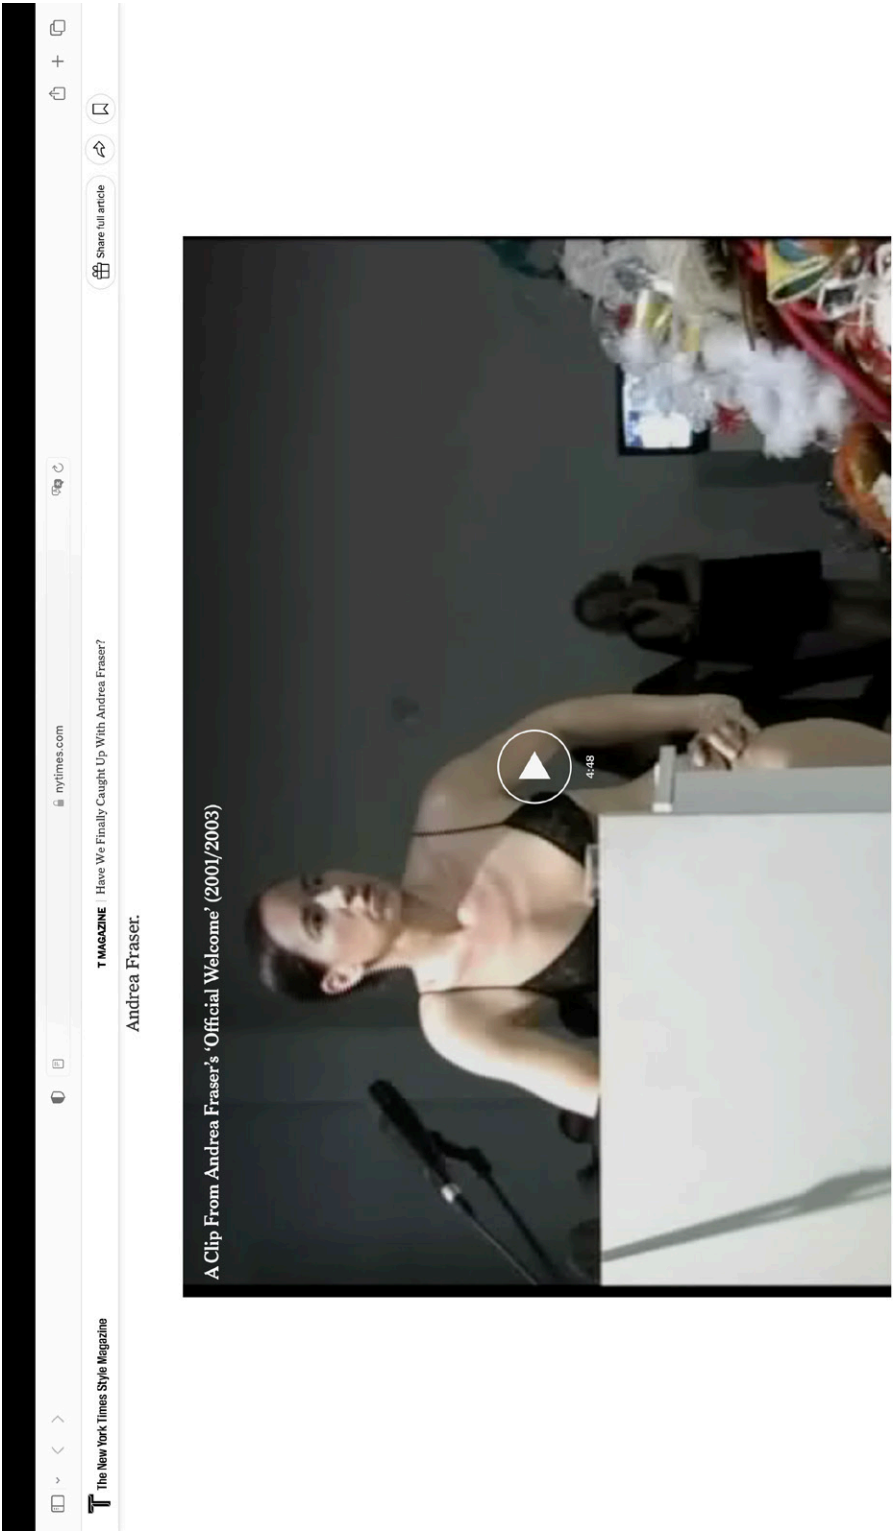 nytimes.com
The New York Times Style Magazine
T MAGAZINE | Have We Finally Caught Up With Andrea Fraser?
Share full article
Andrea Fraser.
A Clip From Andrea Fraser's ‘Official Welcome’ (2001/2003)
4:48